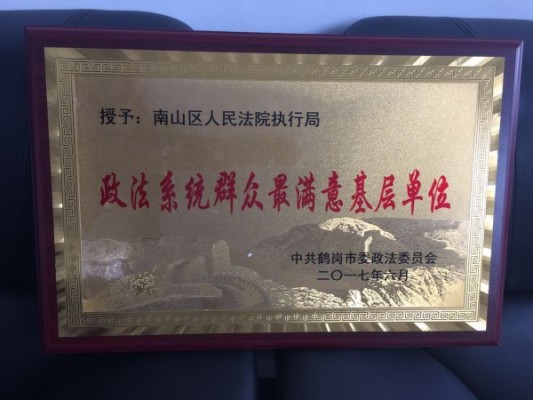 授予：南山区人民法院执行局
政法系统群众最满意基层单位
中共鹤岗市委政法委员会
二〇一七年六月